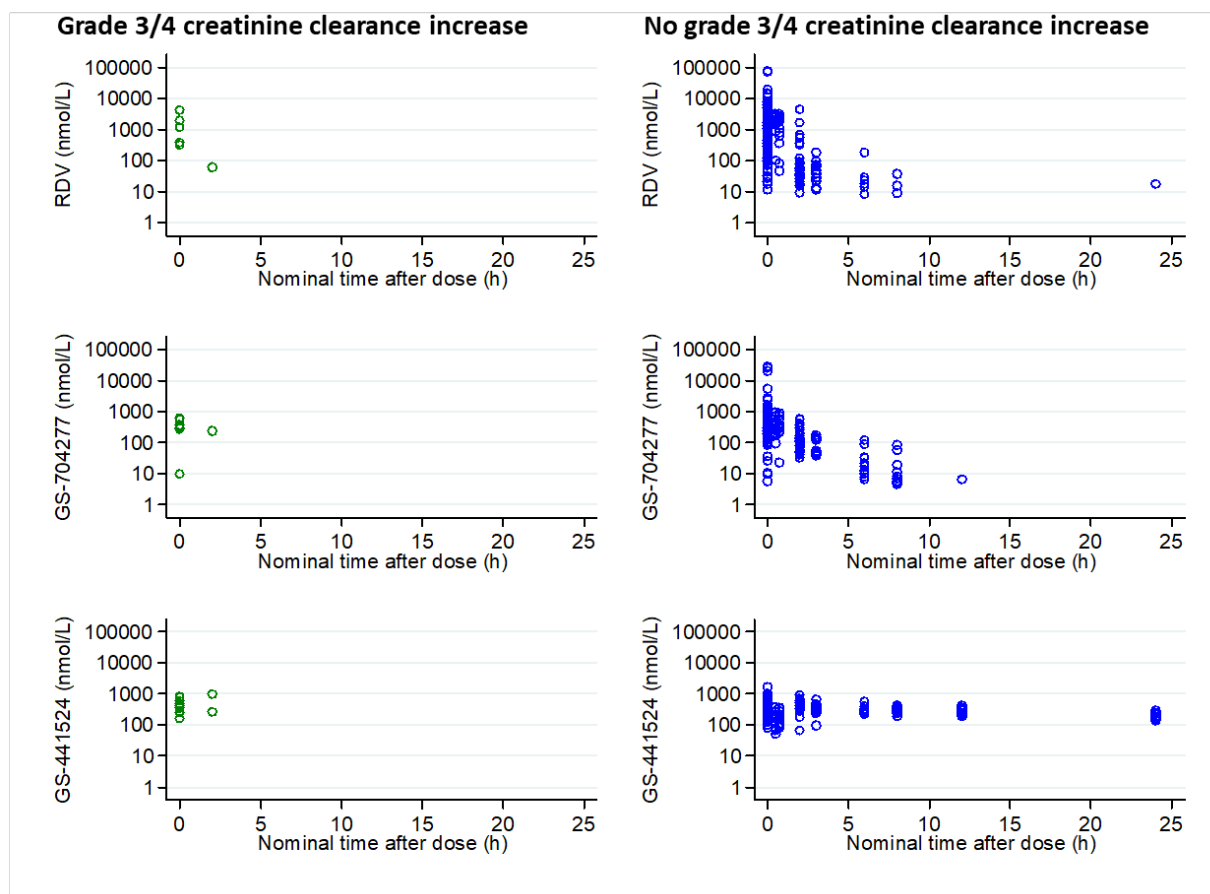 Grade 3/4 creatinine clearance increase
No grade 3/4 creatinine clearance increase
RDV (nmol/L)
100000
10000
1000
100
10
1
0 5 10 15 20 25
Nominal time after dose (h)
RDV (nmol/L)
100000
10000
1000
100
10
1
0 5 10 15 20 25
Nominal time after dose (h)
GS-704277 (nmol/L)
100000
10000
1000
100
10
1
0 5 10 15 20 25
Nominal time after dose (h)
GS-704277 (nmol/L)
100000
10000
1000
100
10
1
0 5 10 15 20 25
Nominal time after dose (h)
GS-441524 (nmol/L)
100000
10000
1000
100
10
1
0 5 10 15 20 25
Nominal time after dose (h)
GS-441524 (nmol/L)
100000
10000
1000
100
10
1
0 5 10 15 20 25
Nominal time after dose (h)